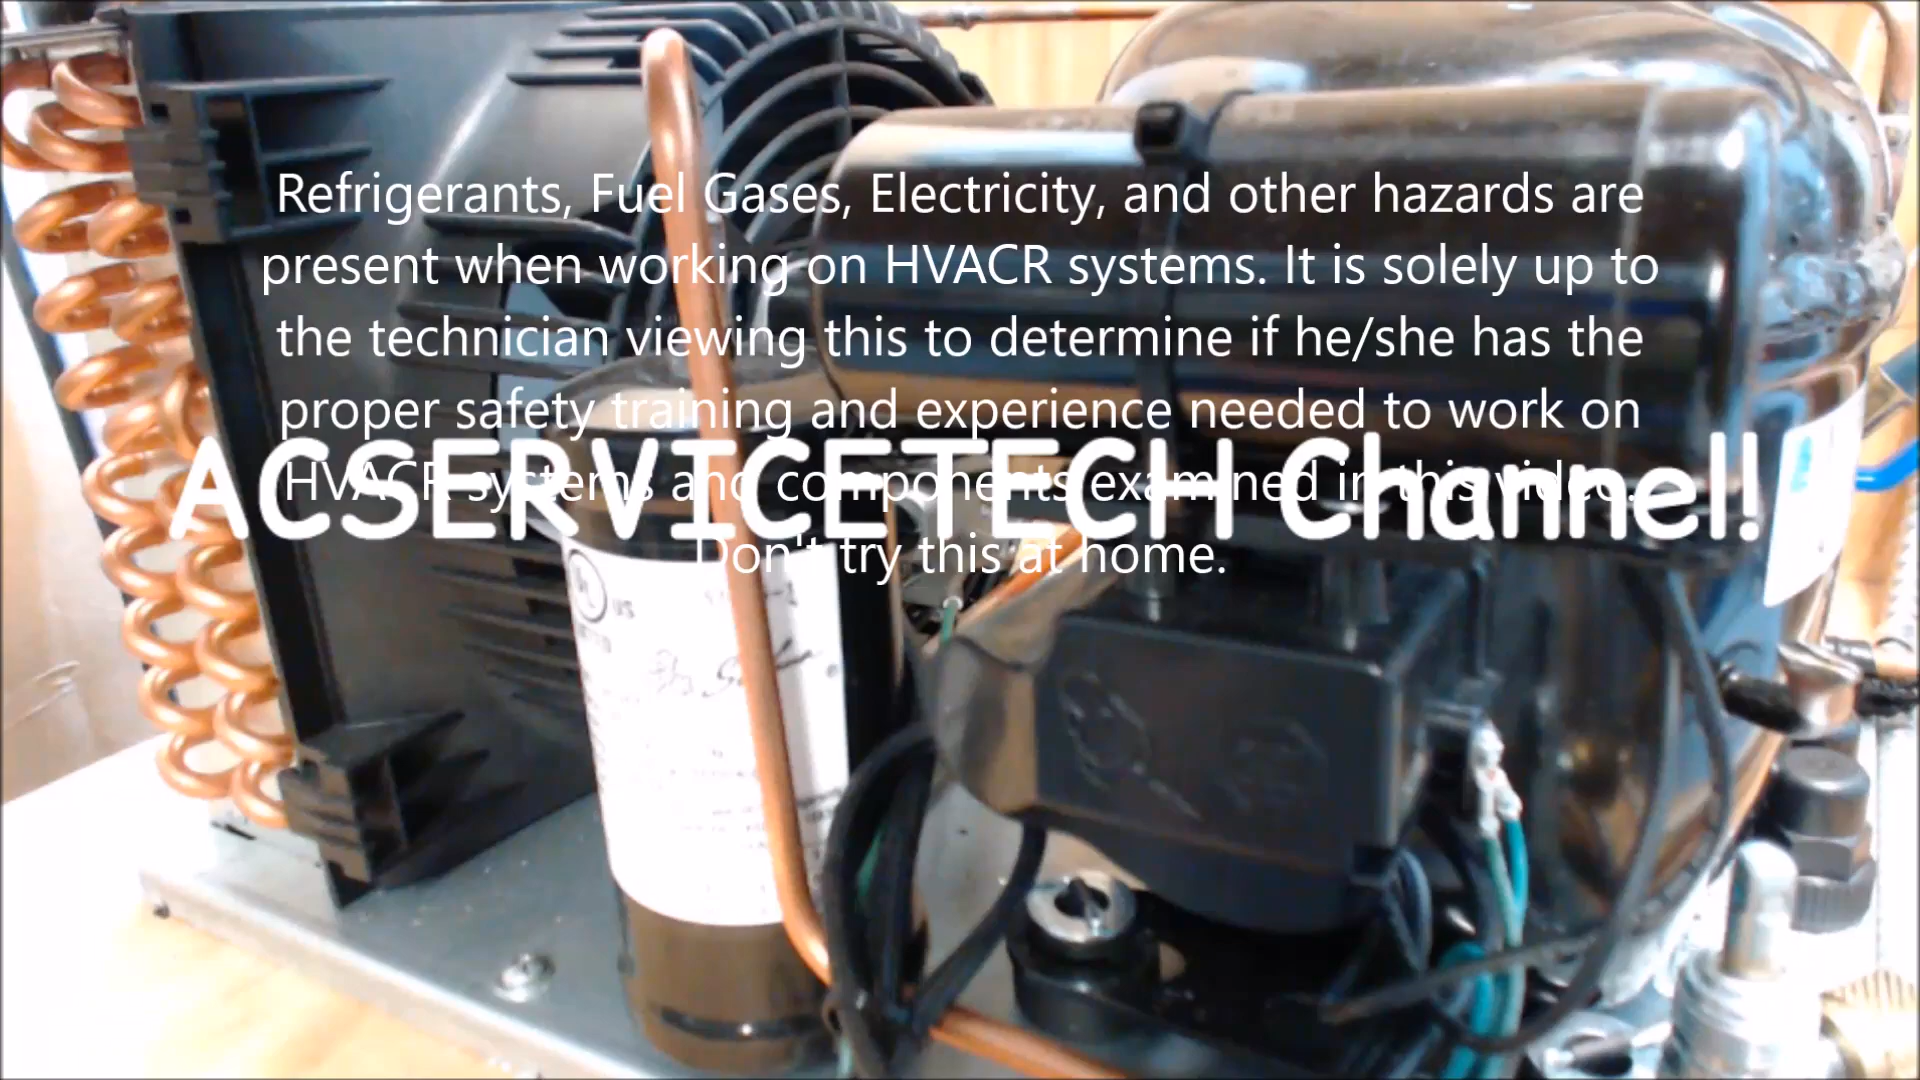 Refrigerants, Fuel Gases, Electricity, and other hazards are
present when working on HVACR systems. It is solely up to
the technician viewing this to determine if he/she has the
proper safety training and experience needed to work on
HVACR systems and components examined in this video.
ACSERVICETECH Channel!
Don't try this at home.
UL US